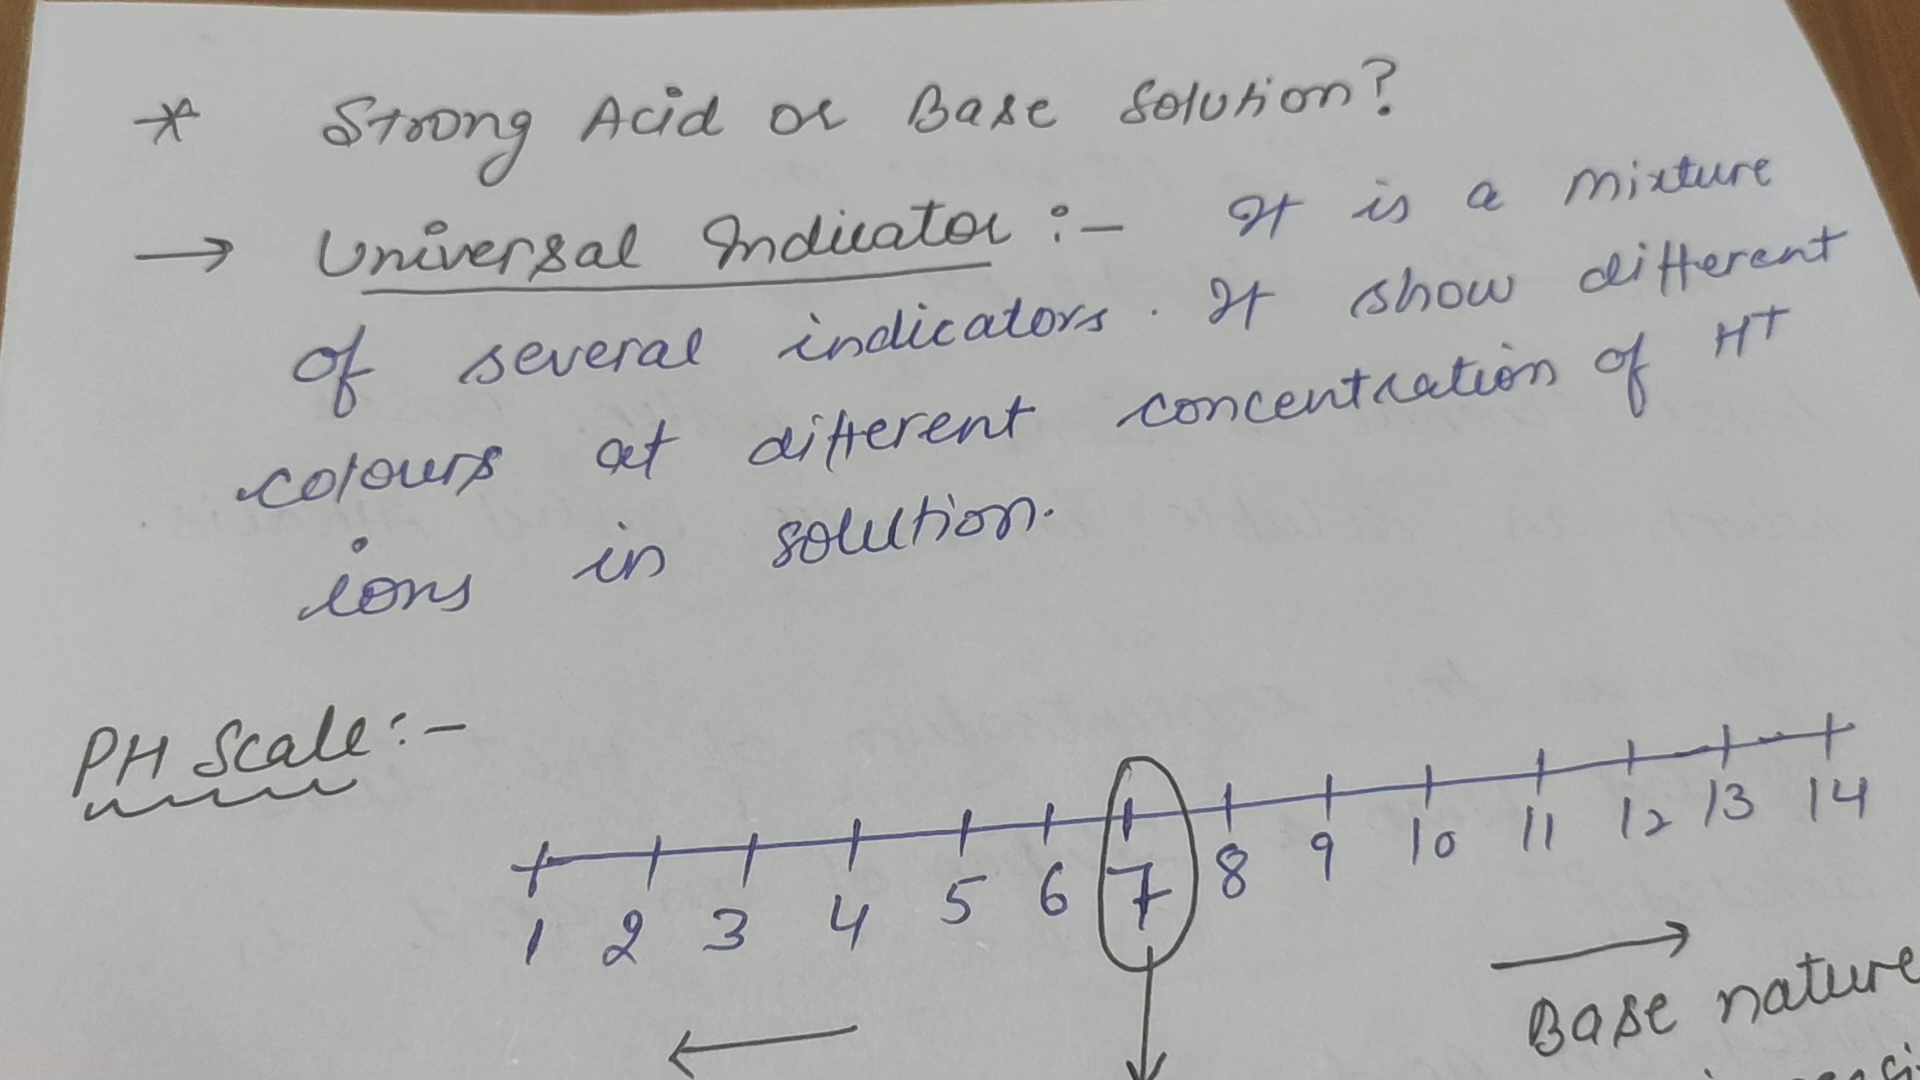 * Strong Acid or Base Solution?
→ Universal Indicator :- It is a mixture
of several indicators. It show different
colours at different concentration of H+
ions in solution.
PH Scale:-
1 2 3 4 5 6 7 8 9 10 11 12 13 14
Base nature